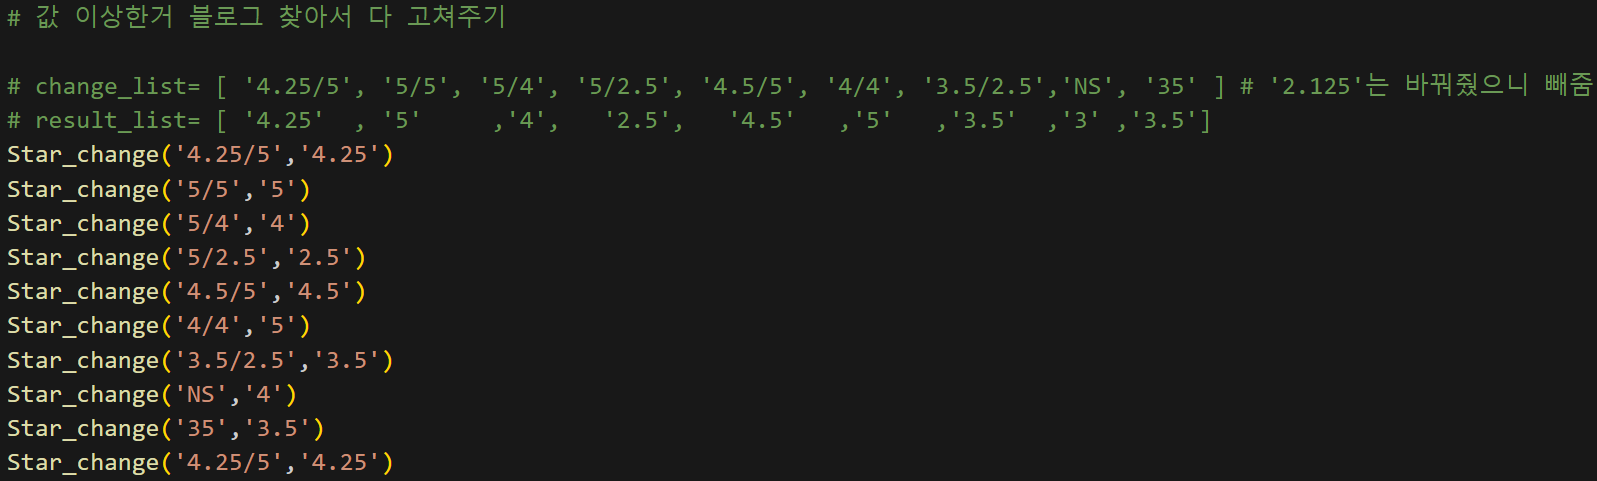 # 값 이상한거 블로그 찾아서 다 고쳐주기
# change_list= [ '4.25/5', '5/5', '5/4', '5/2.5', '4.5/5', '4/4', '3.5/2.5','NS', '35' ] # '2.125'는 바꿔줬으니 빼줌
# result_list= [ '4.25'  , '5'     ,'4',   '2.5',   '4.5'   ,'5'   ,'3.5'  ,'3' ,'3.5']
Star_change('4.25/5','4.25')
Star_change('5/5','5')
Star_change('5/4','4')
Star_change('5/2.5','2.5')
Star_change('4.5/5','4.5')
Star_change('4/4','5')
Star_change('3.5/2.5','3.5')
Star_change('NS','4')
Star_change('35','3.5')
Star_change('4.25/5','4.25')